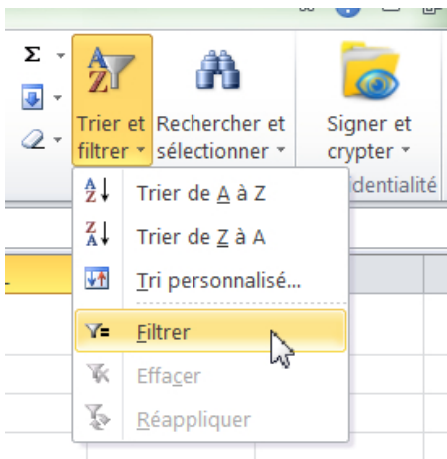 Σ
Trier et
filtrer
Rechercher et
sélectionner
Signer et
crypter
dentialité
Trier de A à Z
Trier de Z à A
Tri personnalisé...
Filtrer
Effacer
Réappliquer